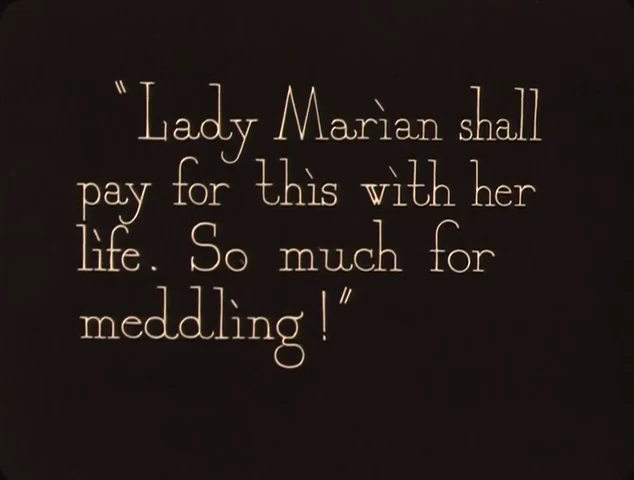 "Lady Marian shall
pay for this with her
life. So much for
meddling!"